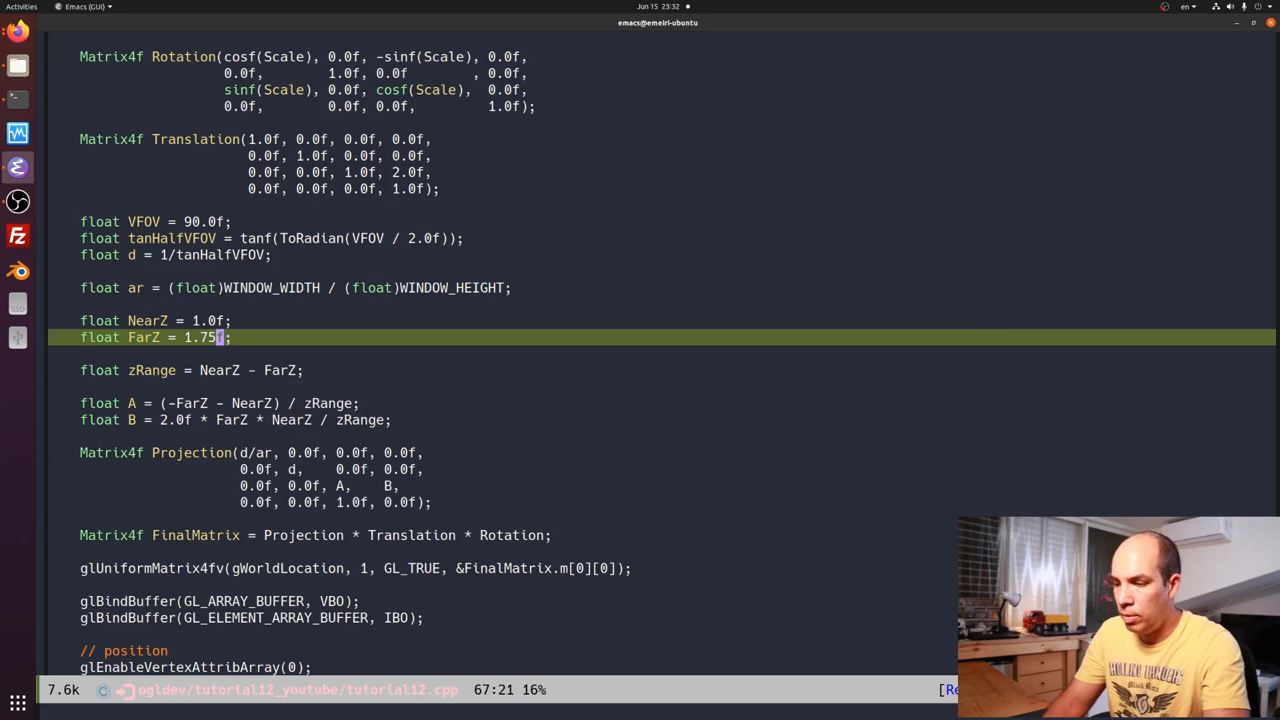 Activities
Emacs (GUI)
Jun 15 23:32
en
emacs@emeiri-ubuntu
Matrix4f Rotation(cosf(Scale), 0.0f, -sinf(Scale), 0.0f,
0.0f, 1.0f, 0.0f , 0.0f,
sinf(Scale), 0.0f, cosf(Scale), 0.0f,
0.0f, 0.0f, 0.0f, 1.0f);
Matrix4f Translation(1.0f, 0.0f, 0.0f, 0.0f,
0.0f, 1.0f, 0.0f, 0.0f,
0.0f, 0.0f, 1.0f, 2.0f,
0.0f, 0.0f, 0.0f, 1.0f);
float VFOV = 90.0f;
float tanHalfVFOV = tanf(ToRadian(VFOV / 2.0f));
float d = 1/tanHalfVFOV;
float ar = (float)WINDOW_WIDTH / (float)WINDOW_HEIGHT;
float NearZ = 1.0f;
float FarZ = 1.75f;
float zRange = NearZ - FarZ;
float A = (-FarZ - NearZ) / zRange;
float B = 2.0f * FarZ * NearZ / zRange;
Matrix4f Projection(d/ar, 0.0f, 0.0f, 0.0f,
0.0f, d, 0.0f, 0.0f,
0.0f, 0.0f, A, B,
0.0f, 0.0f, 1.0f, 0.0f);
Matrix4f FinalMatrix = Projection * Translation * Rotation;
glUniformMatrix4fv(gWorldLocation, 1, GL_TRUE, &FinalMatrix.m[0][0]);
glBindBuffer(GL_ARRAY_BUFFER, VBO);
glBindBuffer(GL_ELEMENT_ARRAY_BUFFER, IBO);
// position
glEnableVertexAttribArray(0);
7.6k ogldev/tutorial12_youtube/tutorial12.cpp 67:21 16%